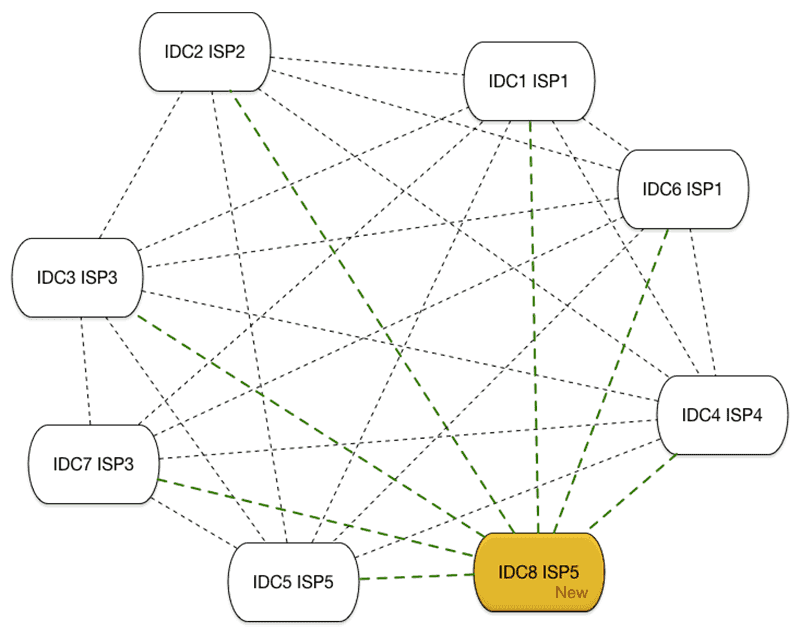 IDC2 ISP2
IDC1 ISP1
IDC6 ISP1
IDC3 ISP3
IDC4 ISP4
IDC7 ISP3
IDC5 ISP5
IDC8 ISP5
New